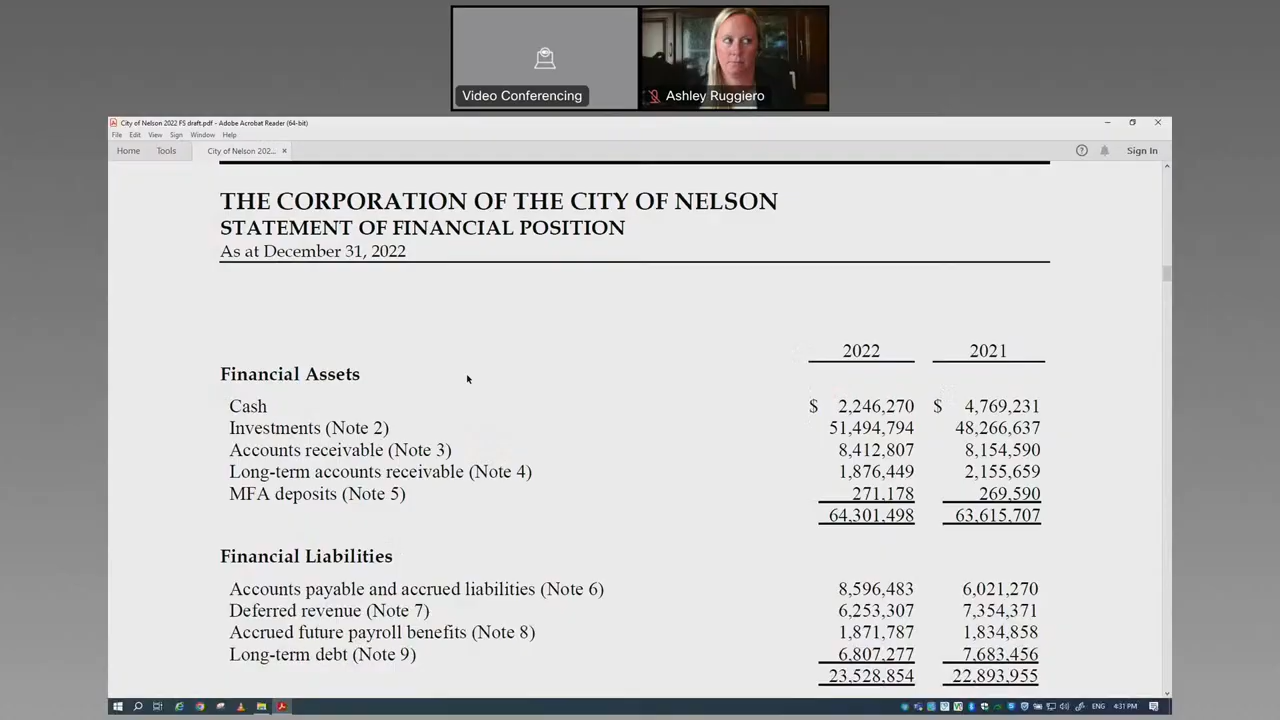 Video Conferencing
Ashley Ruggiero
City of Nelson 2022 FS draft.pdf - Adobe Acrobat Reader (64-bit)
File Edit View Sign Window Help
Home Tools City of Nelson 202... × Sign In
THE CORPORATION OF THE CITY OF NELSON
STATEMENT OF FINANCIAL POSITION
As at December 31, 2022
2022 2021
Financial Assets
Cash $ 2,246,270 $ 4,769,231
Investments (Note 2) 51,494,794 48,266,637
Accounts receivable (Note 3) 8,412,807 8,154,590
Long-term accounts receivable (Note 4) 1,876,449 2,155,659
MFA deposits (Note 5) 271,178 269,590
64,301,498 63,615,707
Financial Liabilities
Accounts payable and accrued liabilities (Note 6) 8,596,483 6,021,270
Deferred revenue (Note 7) 6,253,307 7,354,371
Accrued future payroll benefits (Note 8) 1,871,787 1,834,858
Long-term debt (Note 9) 6,807,277 7,683,456
23,528,854 22,893,955
ENG 4:31 PM